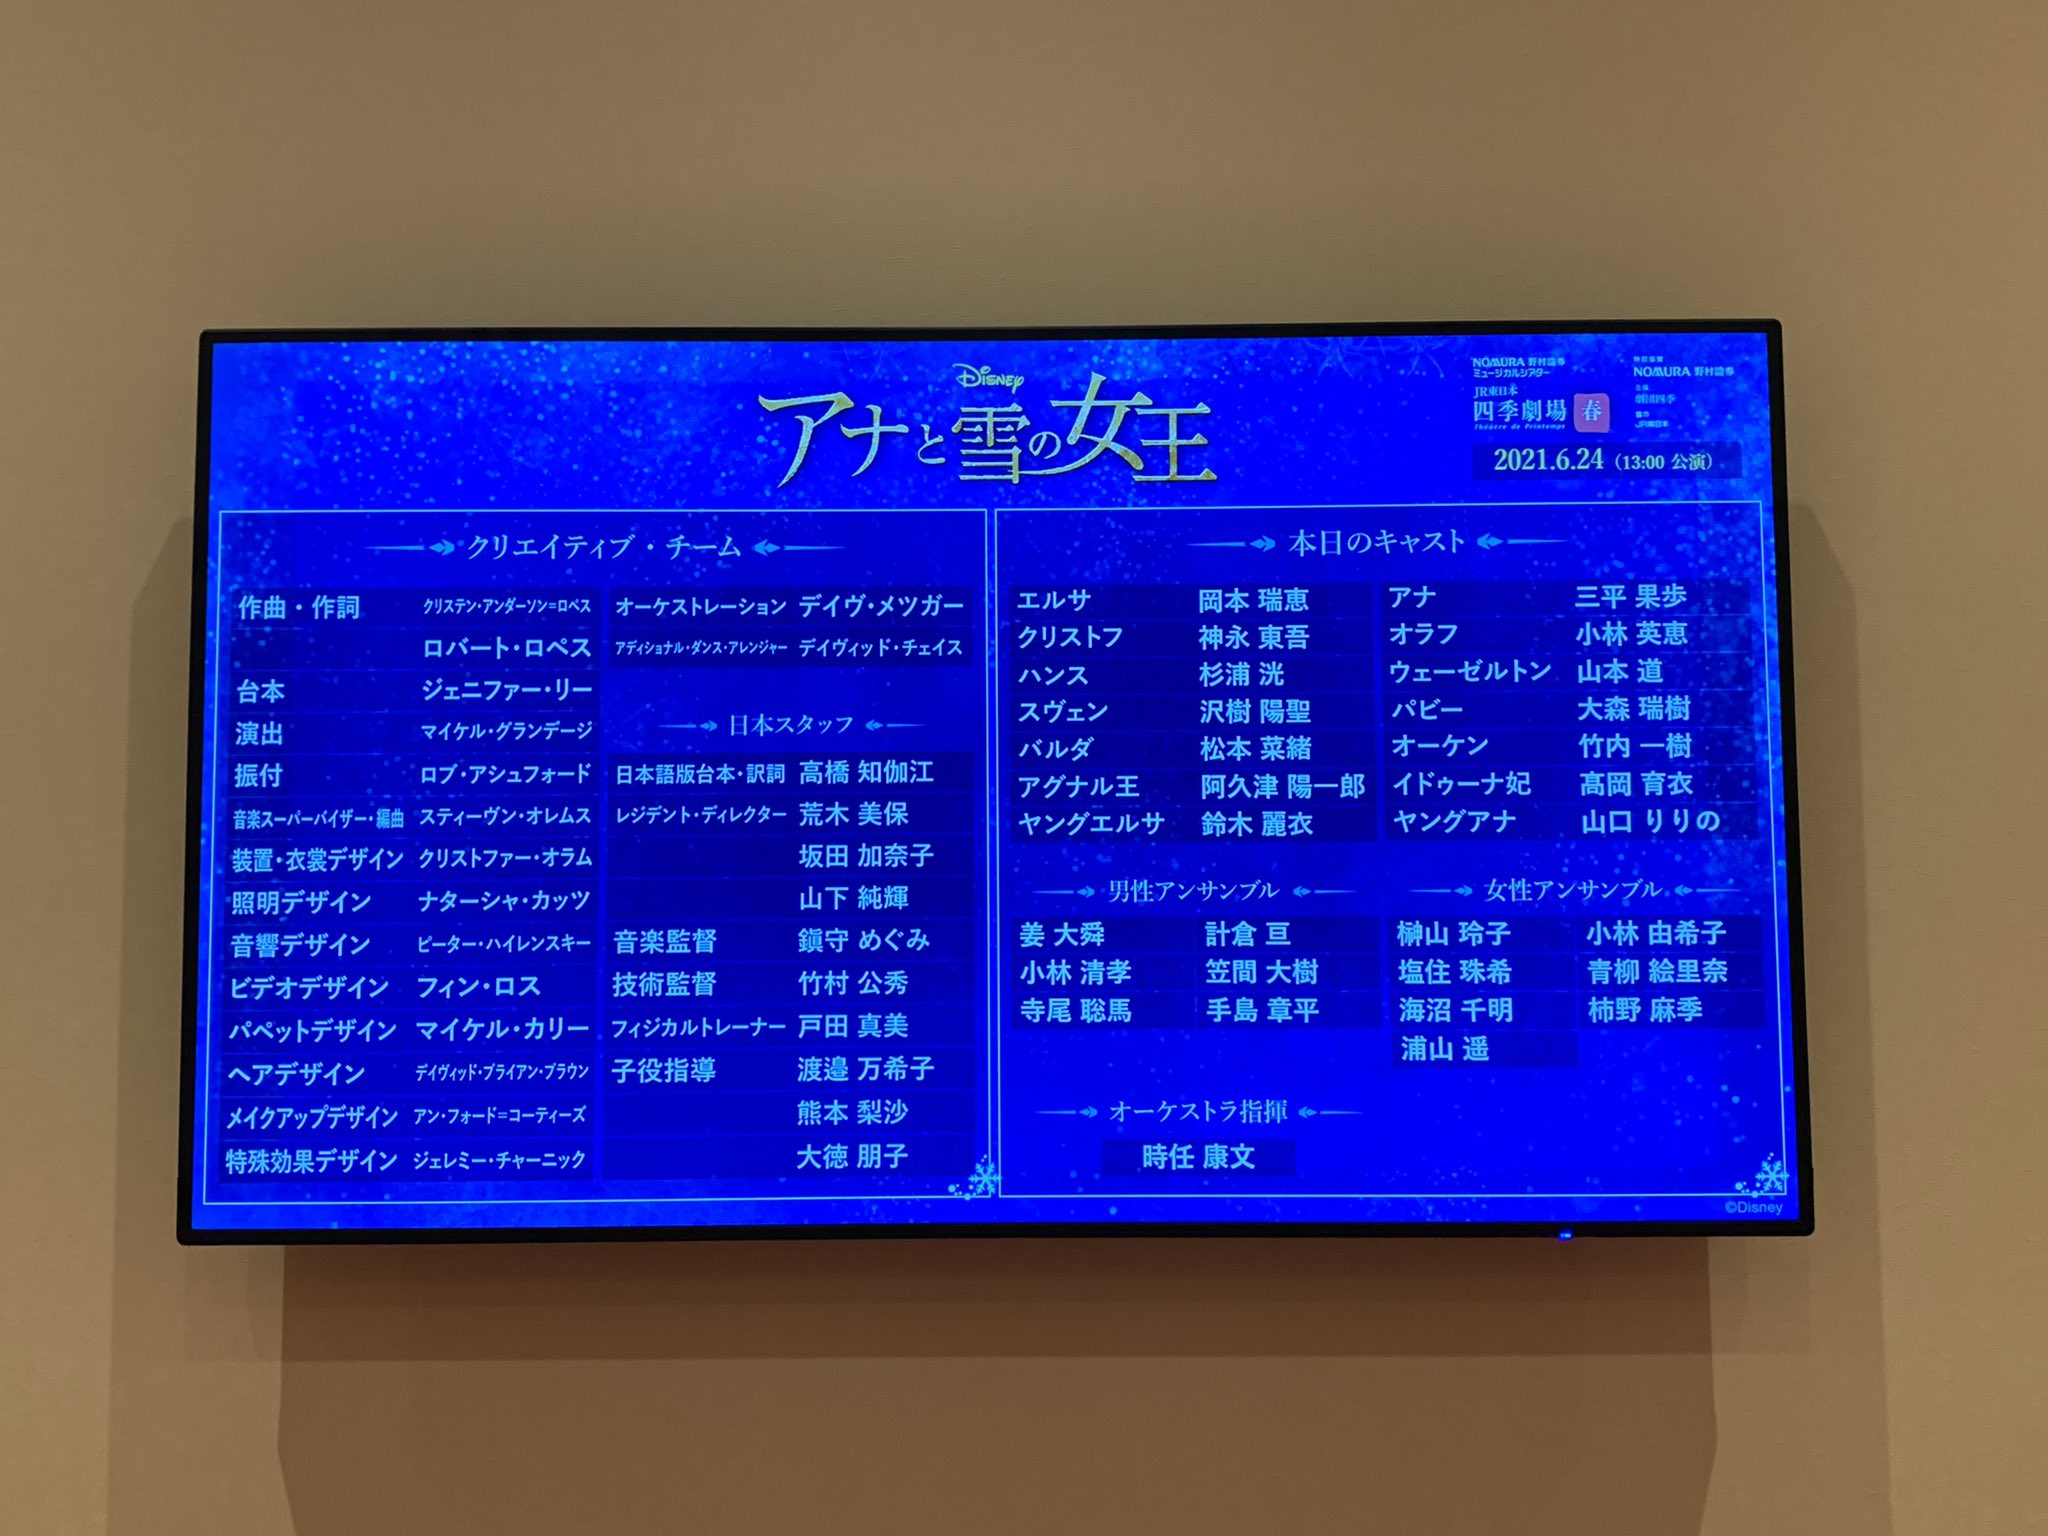 Disney
アナと雪の女王
NOMURA 野村證券
ミュージカルシアター
JR東日本
四季劇場 春
Théâtre de Printemps
特別協賛
NOMURA 野村證券
主催
劇団四季
協力
JR東日本
2021.6.24 (13:00 公演)
クリエイティブ・チーム
作曲・作詞 クリステン・アンダーソン=ロペス
ロバート・ロペス
台本 ジェニファー・リー
演出 マイケル・グランデージ
振付 ロブ・アシュフォード
音楽スーパーバイザー・編曲 スティーヴン・オレムス
装置・衣裳デザイン クリストファー・オラム
照明デザイン ナターシャ・カッツ
音響デザイン ピーター・ハイレンスキー
ビデオデザイン フィン・ロス
パペットデザイン マイケル・カリー
ヘアデザイン デイヴィッド・ブライアン・ブラウン
メイクアップデザイン アン・フォード=コーティーズ
特殊効果デザイン ジェレミー・チャーニック
オーケストレーション デイヴ・メツガー
アディショナル・ダンス・アレンジャー デイヴィッド・チェイス
日本スタッフ
日本語版台本・訳詞 高橋 知伽江
レジデント・ディレクター 荒木 美保
坂田 加奈子
山下 純輝
音楽監督 鎭守 めぐみ
技術監督 竹村 公秀
フィジカルトレーナー 戸田 真美
子役指導 渡邉 万希子
熊本 梨沙
大徳 朋子
本日のキャスト
エルサ 岡本 瑞恵 アナ 三平 果歩
クリストフ 神永 東吾 オラフ 小林 英恵
ハンス 杉浦 洸 ウェーゼルトン 山本 道
スヴェン 沢樹 陽聖 パビー 大森 瑞樹
バルダ 松本 菜緒 オーケン 竹内 一樹
アグナル王 阿久津 陽一郎 イドゥーナ妃 髙岡 育衣
ヤングエルサ 鈴木 麗衣 ヤングアナ 山口 りりの
男性アンサンブル
姜 大舜 計倉 亘
小林 清孝 笠間 大樹
寺尾 聡馬 手島 章平
女性アンサンブル
榊山 玲子 小林 由希子
塩住 珠希 青柳 絵里奈
海沼 千明 柿野 麻季
浦山 遥
オーケストラ指揮
時任 康文
©Disney